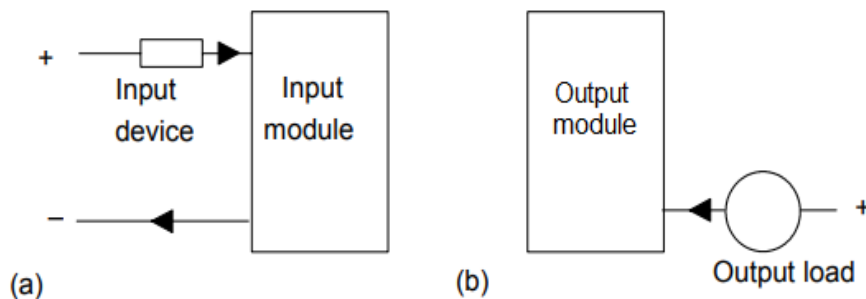 +
Input
device
Input
module
−
(a)
Output
module
+
Output load
(b)